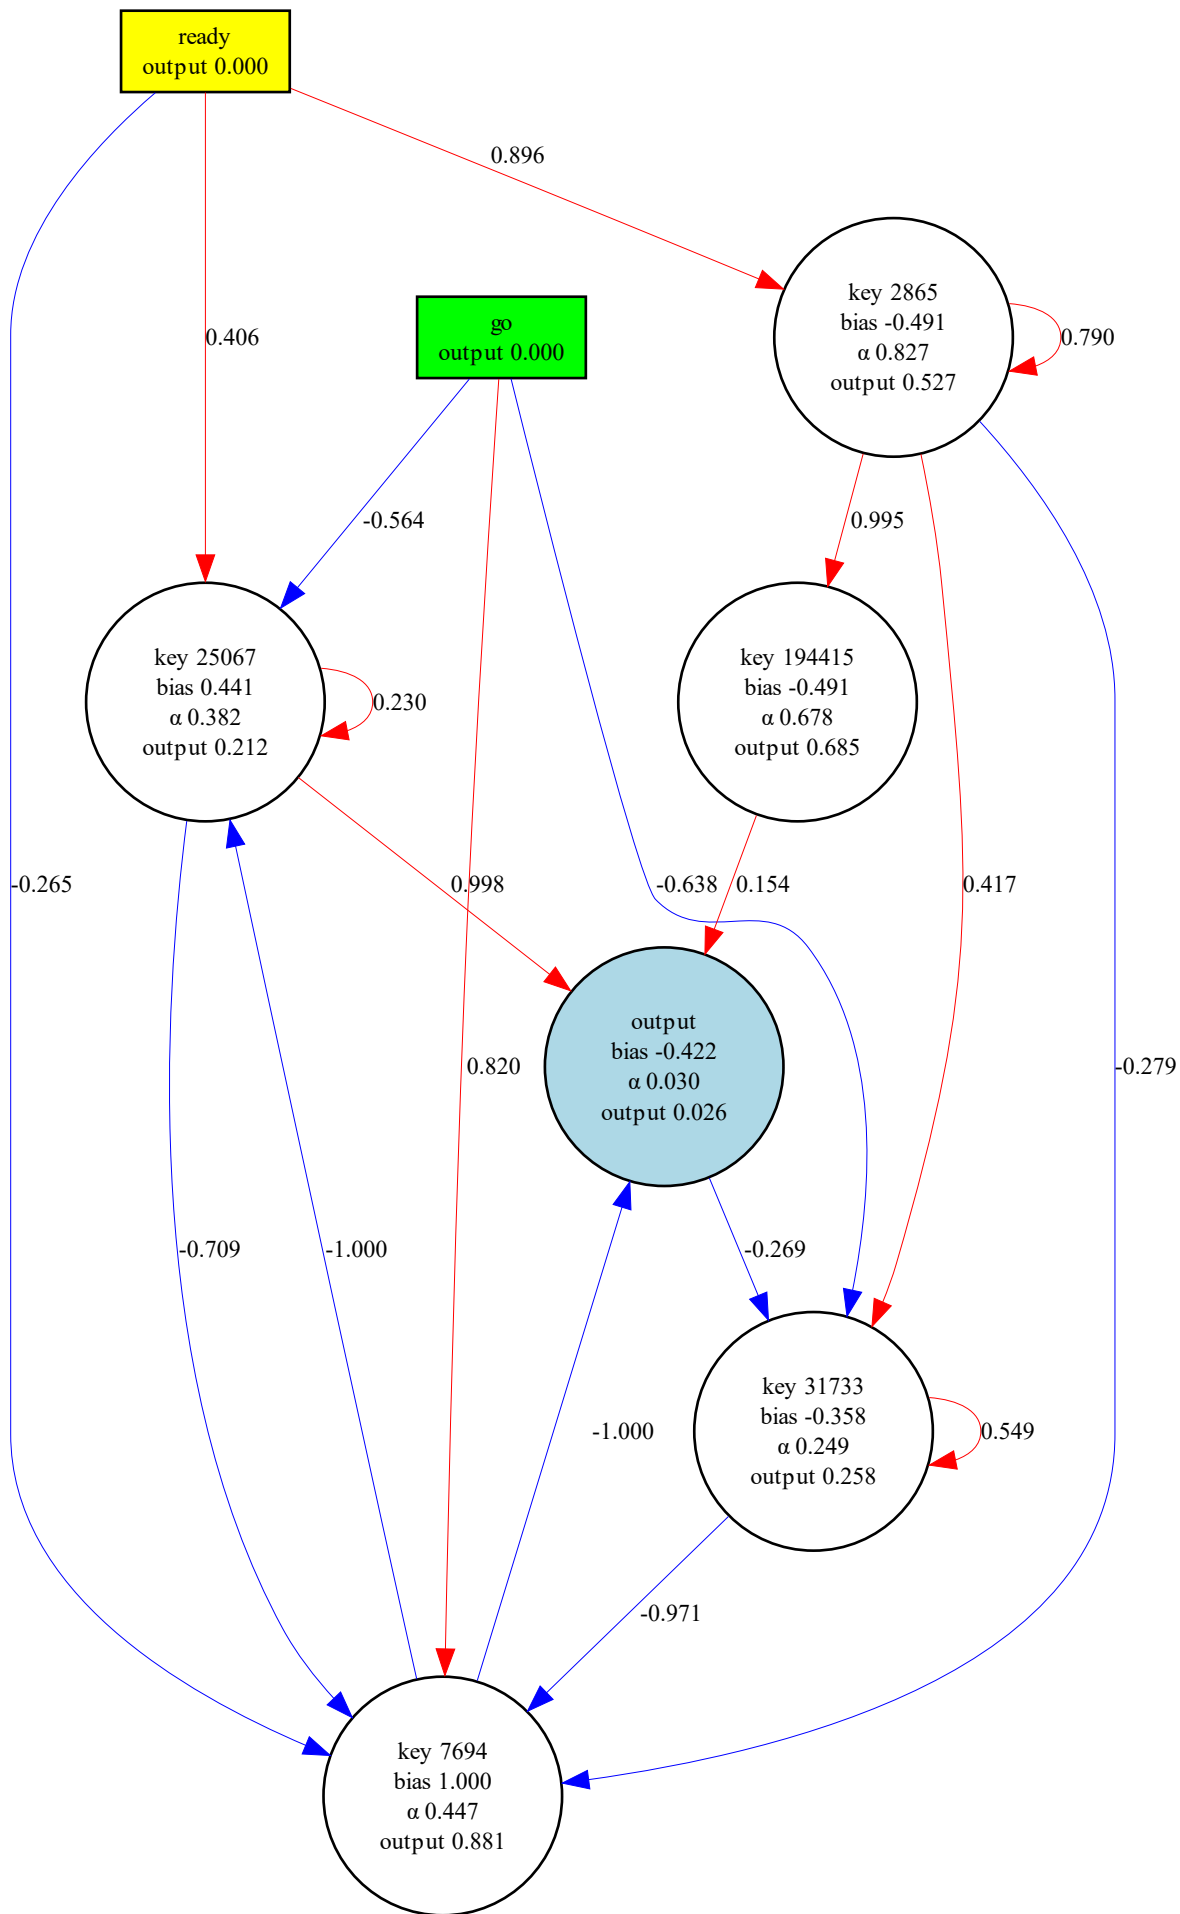 ready
output 0.000
0.896
key 2865
bias -0.491
α 0.827
output 0.527
0.790
go
output 0.000
0.406
-0.564
0.995
key 25067
bias 0.441
α 0.382
output 0.212
0.230
key 194415
bias -0.491
α 0.678
output 0.685
-0.265
0.998
-0.638
0.154
0.417
output
bias -0.422
α 0.030
output 0.026
0.820
-0.279
-0.709
-1.000
-0.269
-1.000
key 31733
bias -0.358
α 0.249
output 0.258
0.549
-0.971
key 7694
bias 1.000
α 0.447
output 0.881